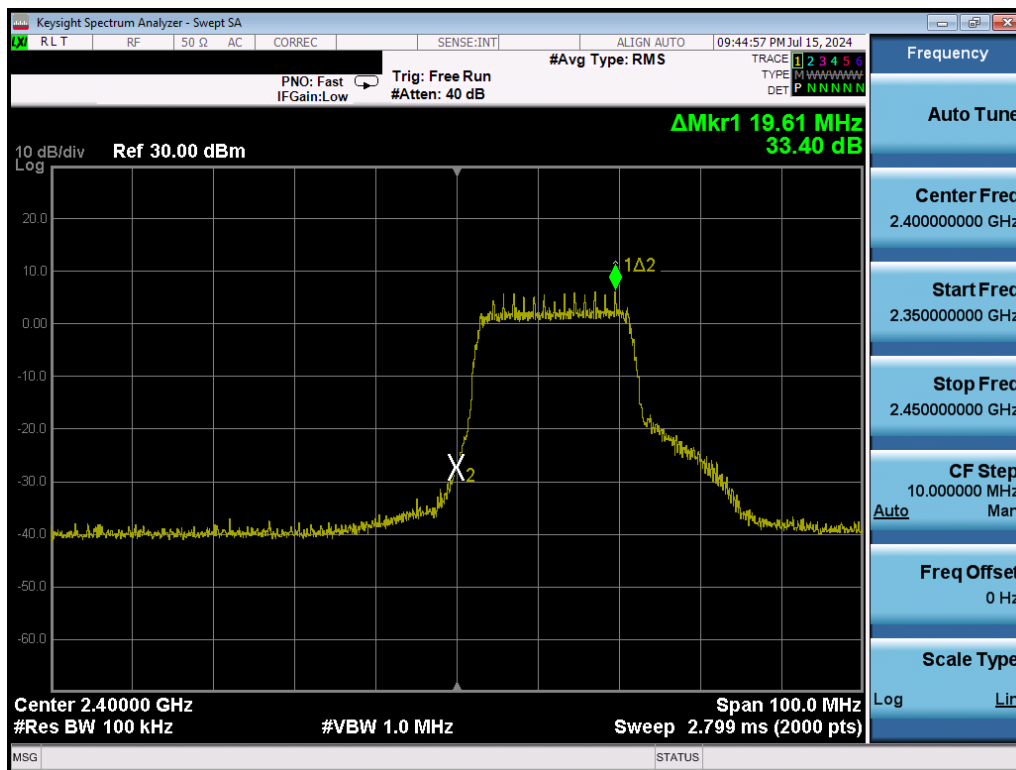 Keysight Spectrum Analyzer - Swept SA
LXI RLT RF 50 Ω AC CORREC SENSE:INT ALIGN AUTO 09:44:57 PM Jul 15, 2024
Frequency
#Avg Type: RMS
TRACE 1 2 3 4 5 6
PNO: Fast
Trig: Free Run
TYPE M WWWWW
IFGain:Low
#Atten: 40 dB
DET P N N N N N
Auto Tune
ΔMkr1 19.61 MHz
33.40 dB
10 dB/div
Ref 30.00 dBm
Log
Center Freq
2.400000000 GHz
20.0
10.0
0.00
-10.0
-20.0
-30.0
-40.0
-50.0
-60.0
1Δ2
X2
Start Freq
2.350000000 GHz
Stop Freq
2.450000000 GHz
CF Step
10.000000 MHz
Auto Man
Freq Offset
0 Hz
Scale Type
Log Lin
Center 2.40000 GHz
Span 100.0 MHz
#Res BW 100 kHz
#VBW 1.0 MHz
Sweep 2.799 ms (2000 pts)
MSG
STATUS